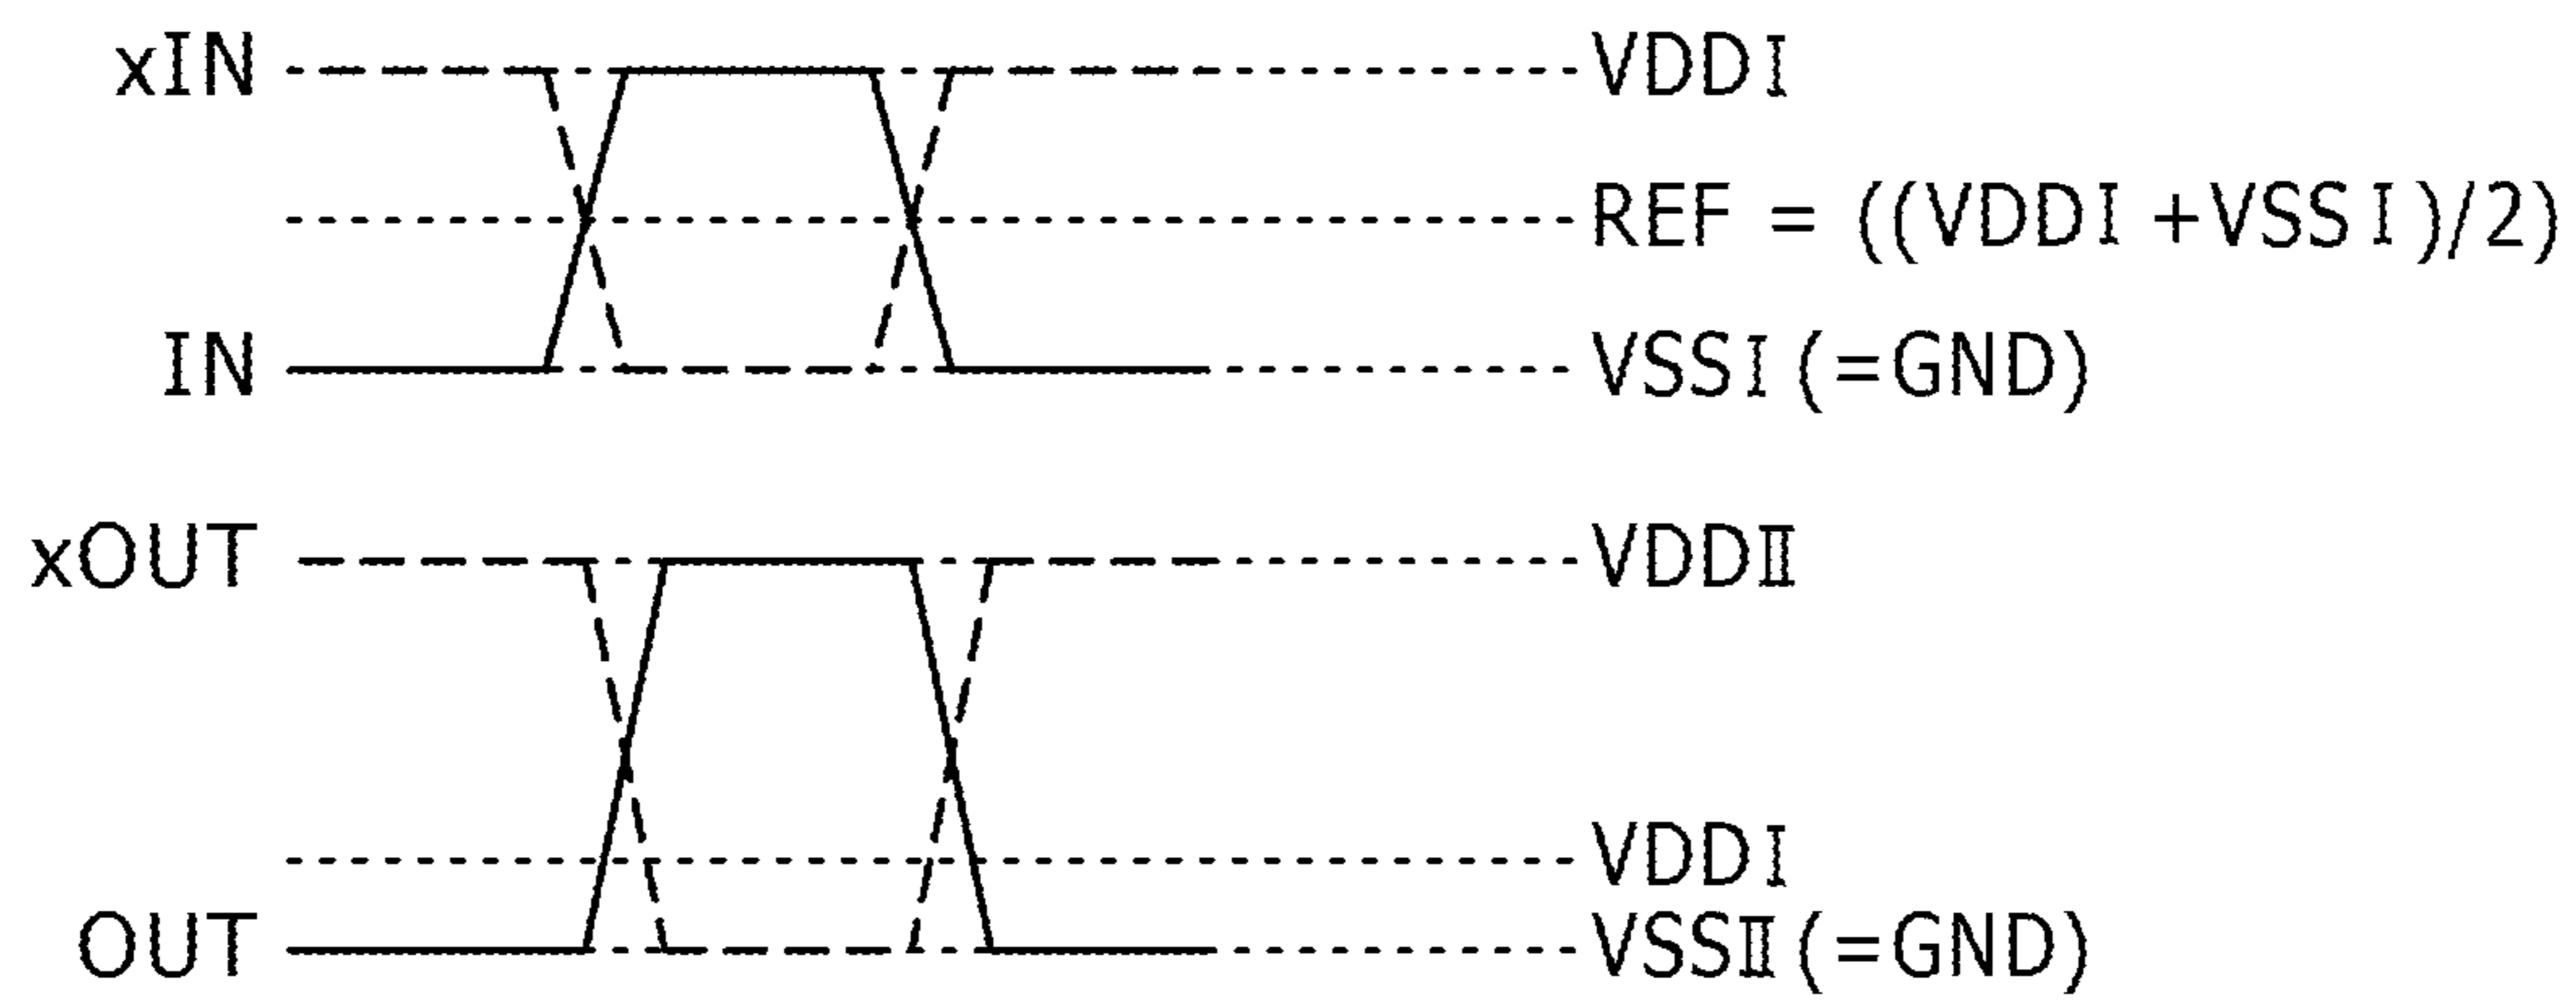 xIN VDDⅠ
REF = ((VDDⅠ+VSSⅠ)/2)
IN VSSⅠ(=GND)
xOUT VDDⅡ
VDDⅠ
OUT VSSⅡ(=GND)